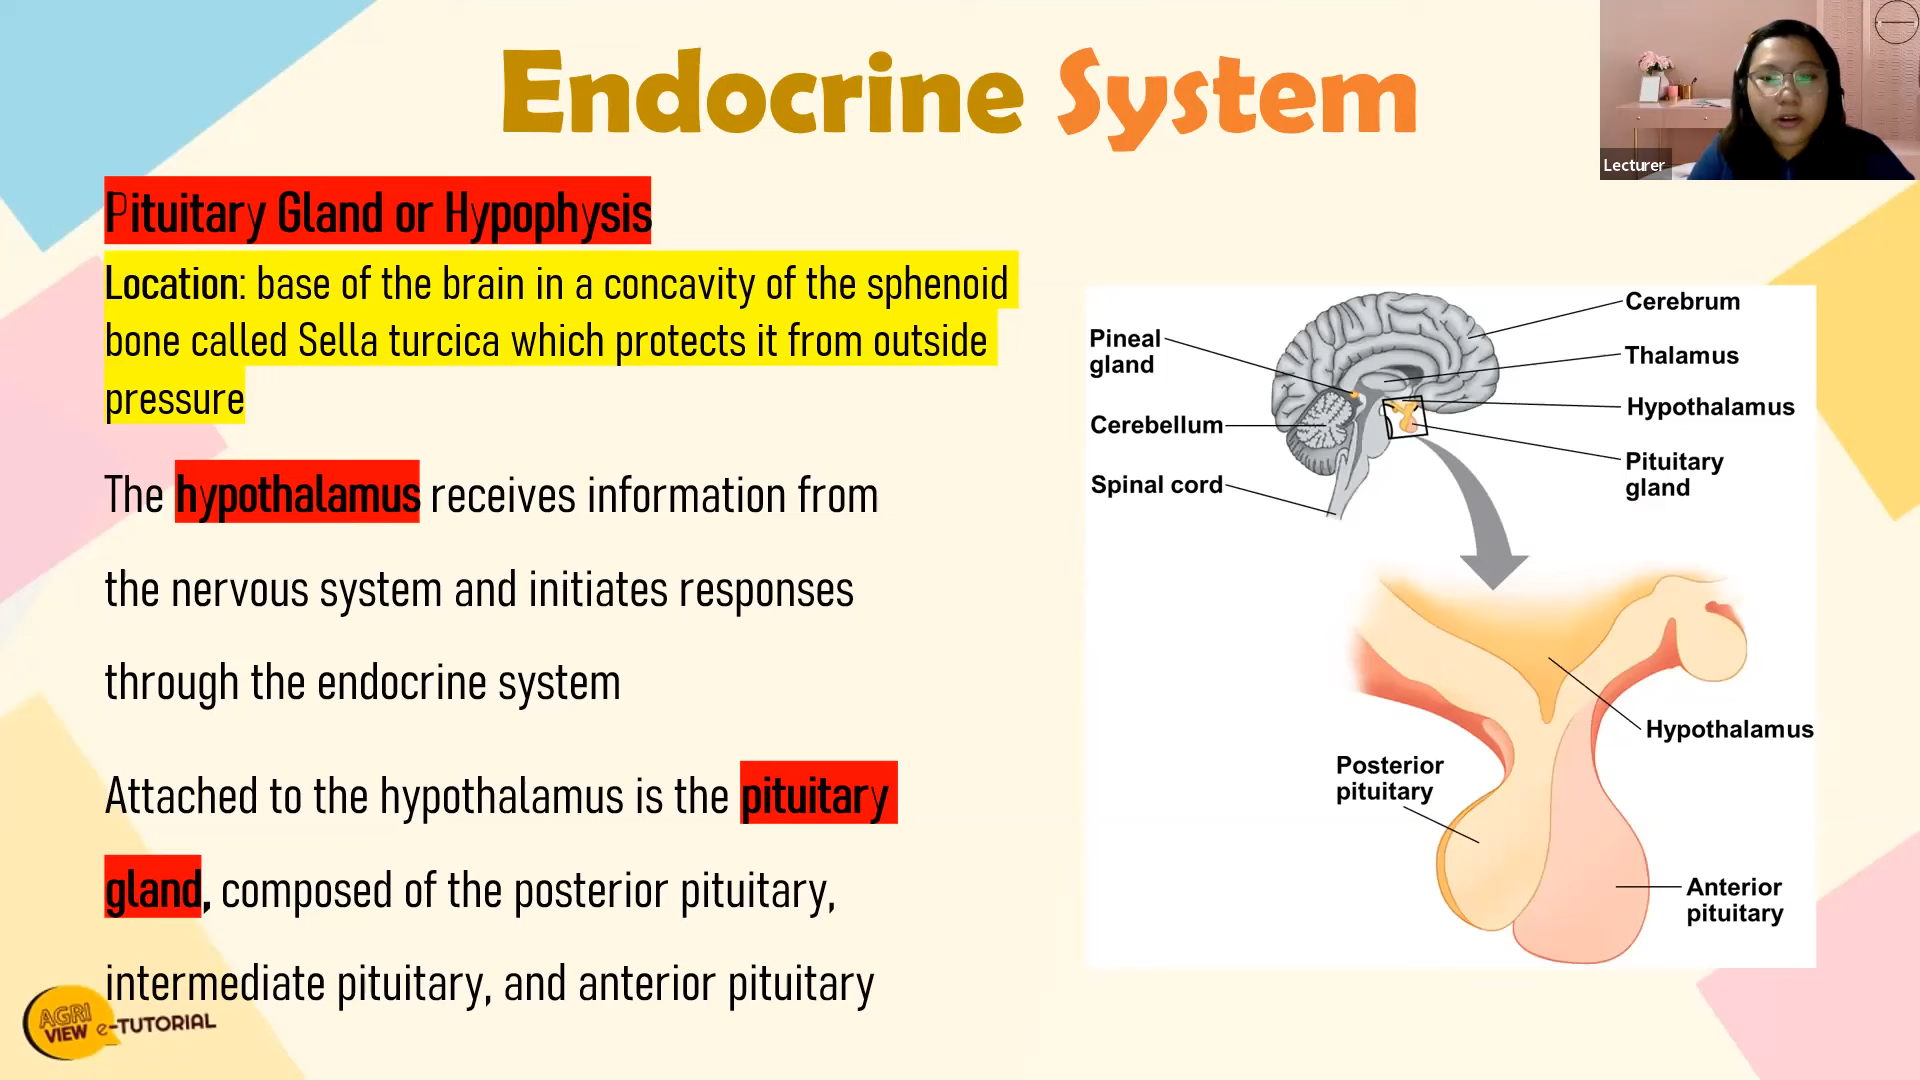 Endocrine System
Lecturer
Pituitary Gland or Hypophysis
Location: base of the brain in a concavity of the sphenoid
bone called Sella turcica which protects it from outside
pressure
The hypothalamus receives information from
the nervous system and initiates responses
through the endocrine system
Attached to the hypothalamus is the pituitary
gland, composed of the posterior pituitary,
intermediate pituitary, and anterior pituitary
Pineal
gland
Cerebellum
Spinal cord
Cerebrum
Thalamus
Hypothalamus
Pituitary
gland
Hypothalamus
Posterior
pituitary
Anterior
pituitary
AGRI
VIEW e-TUTORIAL